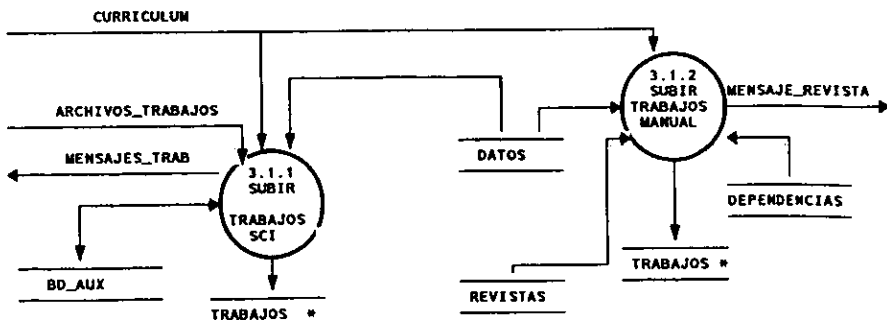 CURRICULUM
3.1.2
SUBIR
TRABAJOS
MANUAL
MENSAJE_REVISTA
ARCHIVOS_TRABAJOS
MENSAJES_TRAB
DATOS
3.1.1
SUBIR
TRABAJOS
SCI
DEPENDENCIAS
BD_AUX
TRABAJOS *
REVISTAS
TRABAJOS *